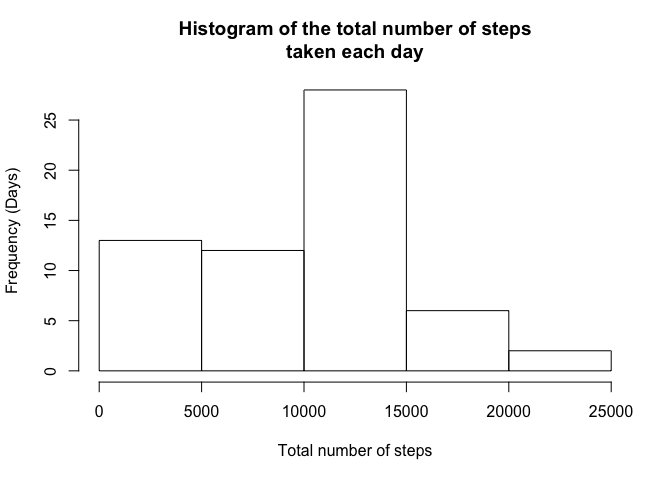 Histogram of the total number of steps
taken each day
Frequency (Days)
25
20
15
10
5
0
0 5000 10000 15000 20000 25000
Total number of steps